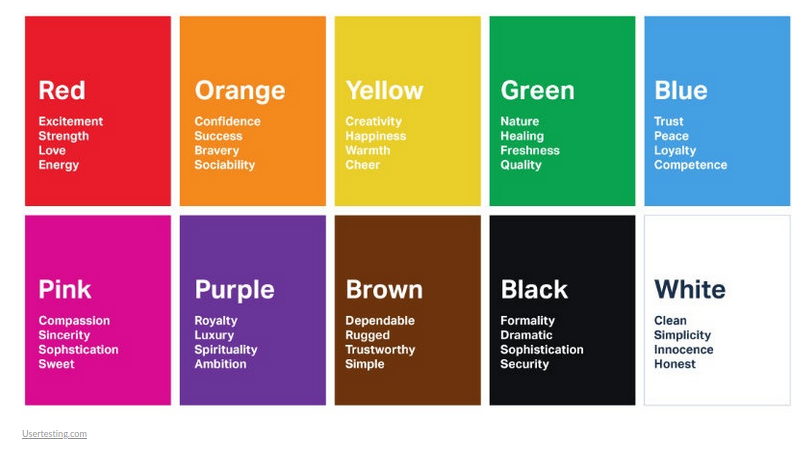 Red
Excitement
Strength
Love
Energy
Orange
Confidence
Success
Bravery
Sociability
Yellow
Creativity
Happiness
Warmth
Cheer
Green
Nature
Healing
Freshness
Quality
Blue
Trust
Peace
Loyalty
Competence
Pink
Compassion
Sincerity
Sophstication
Sweet
Purple
Royalty
Luxury
Spirituality
Ambition
Brown
Dependable
Rugged
Trustworthy
Simple
Black
Formality
Dramatic
Sophistication
Security
White
Clean
Simplicity
Innocence
Honest
Usertesting.com